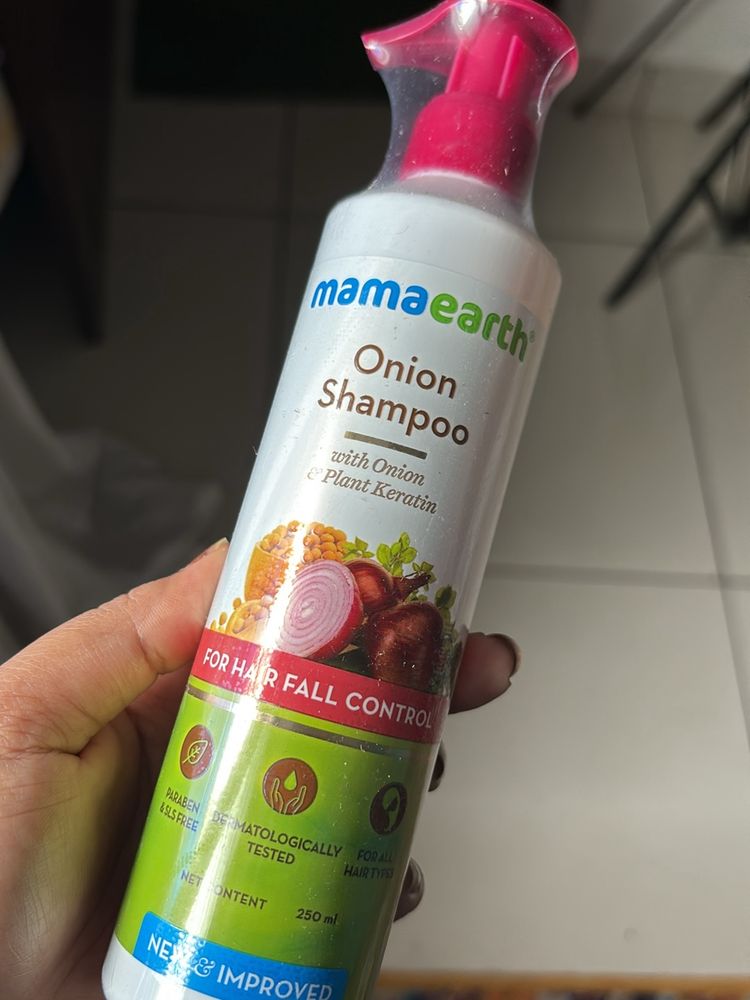 mamaearth®
Onion
Shampoo
with Onion
& Plant Keratin
FOR HAIR FALL CONTROL
PARABEN
& SLS FREE
DERMATOLOGICALLY
TESTED
FOR ALL
HAIR TYPES
NET CONTENT
250 ml
NEW & IMPROVED